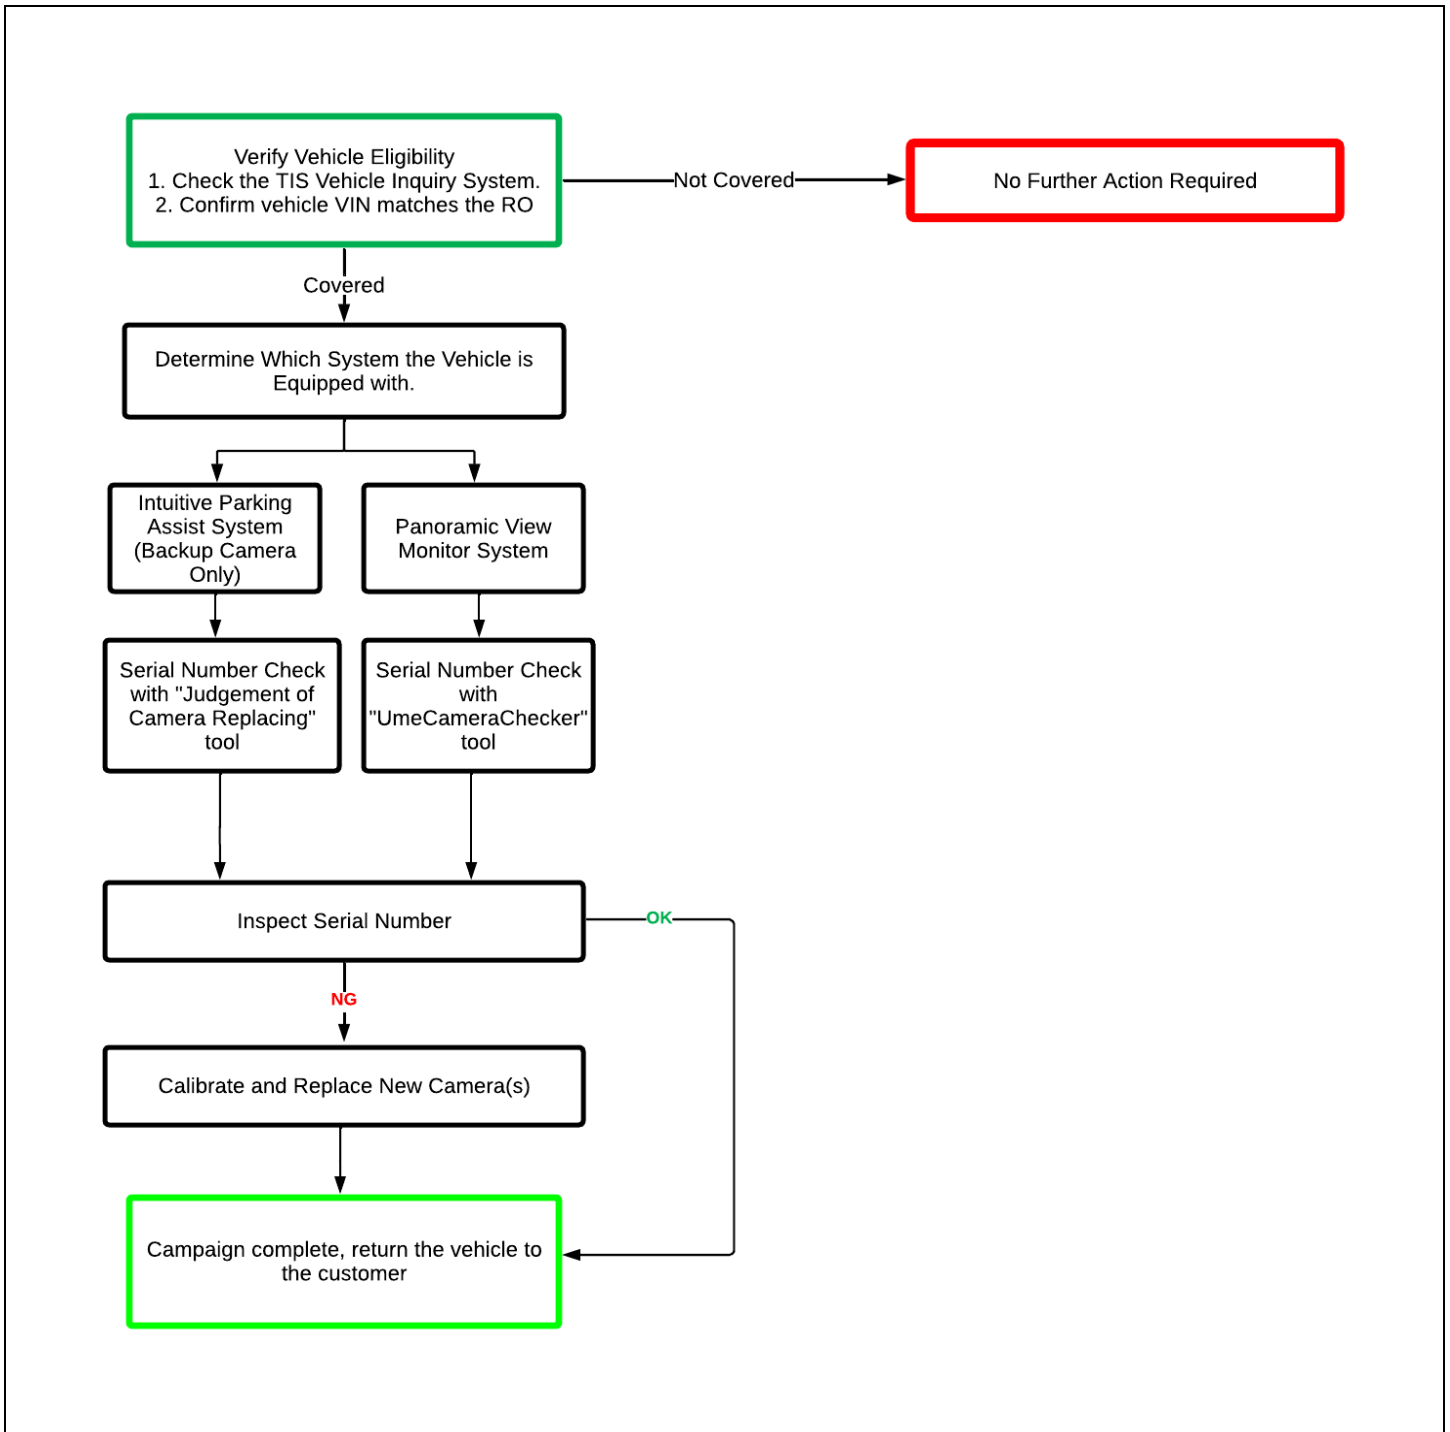 Verify Vehicle Eligibility
1. Check the TIS Vehicle Inquiry System.
2. Confirm vehicle VIN matches the RO
Not Covered
No Further Action Required
Covered
Determine Which System the Vehicle is
Equipped with.
Intuitive Parking
Assist System
(Backup Camera
Only)
Panoramic View
Monitor System
Serial Number Check
with "Judgement of
Camera Replacing"
tool
Serial Number Check
with
"UmeCameraChecker"
tool
Inspect Serial Number
OK
NG
Calibrate and Replace New Camera(s)
Campaign complete, return the vehicle to
the customer